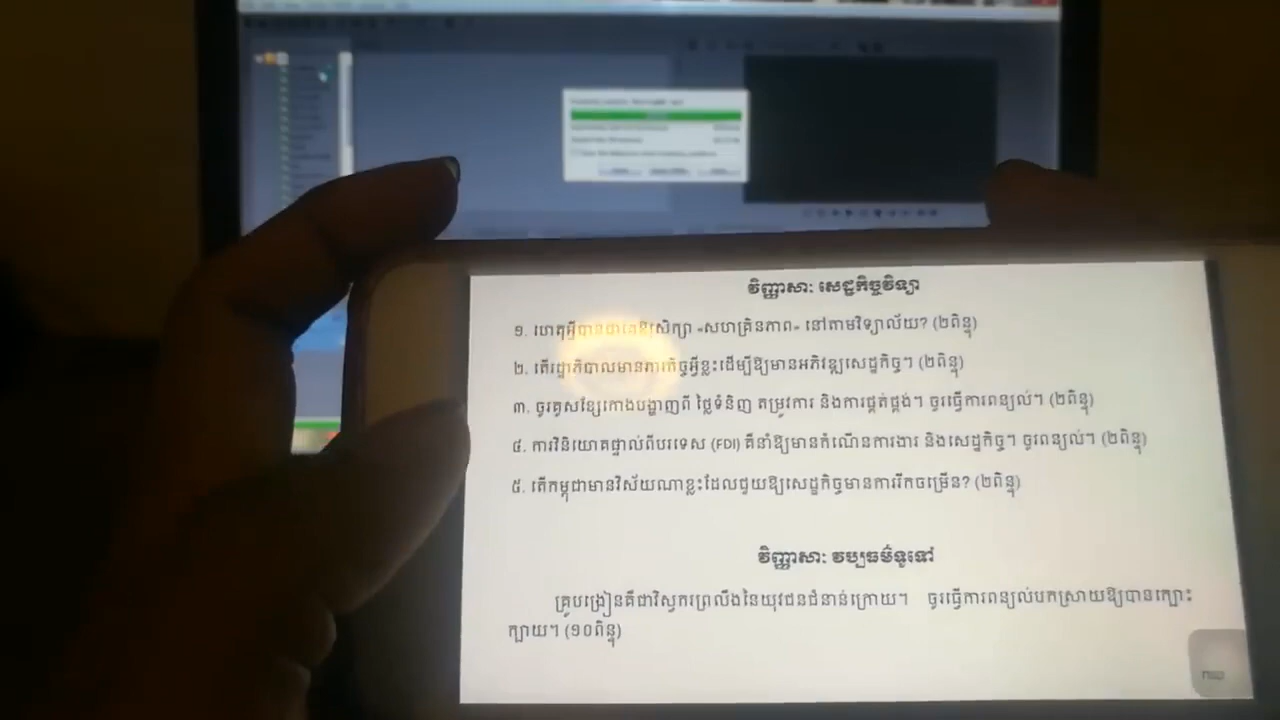 វិញ្ញាសា: សេដ្ឋកិច្ចវិទ្យា
១. ហេតុអ្វីបានជាគេឱ្យសិក្សា «សហគ្រិនភាព» នៅតាមវិទ្យាល័យ? (២ពិន្ទុ)
២. តើរដ្ឋាភិបាលមានភារកិច្ចអ្វីខ្លះដើម្បីឱ្យមានអភិវឌ្ឍសេដ្ឋកិច្ច។ (២ពិន្ទុ)
៣. ចូរគូសខ្សែកោងបង្ហាញពី ថ្លៃទំនិញ តម្រូវការ និងការផ្គត់ផ្គង់។ ចូរធ្វើការពន្យល់។ (២ពិន្ទុ)
៤. ការវិនិយោគផ្ទាល់ពីបរទេស (FDI) គឺនាំឱ្យមានកំណើនការងារ និងសេដ្ឋកិច្ច។ ចូរពន្យល់។ (២ពិន្ទុ)
៥. តើកម្ពុជាមានវិស័យណាខ្លះដែលជួយឱ្យសេដ្ឋកិច្ចមានការរីកចម្រើន? (២ពិន្ទុ)
វិញ្ញាសា: វប្បធម៌ទូទៅ
គ្រូបង្រៀនគឺជាវិស្វករព្រលឹងនៃយុវជនជំនាន់ក្រោយ។ ចូរធ្វើការពន្យល់បកស្រាយឱ្យបានក្បោះ
ក្បាយ។ (១០ពិន្ទុ)